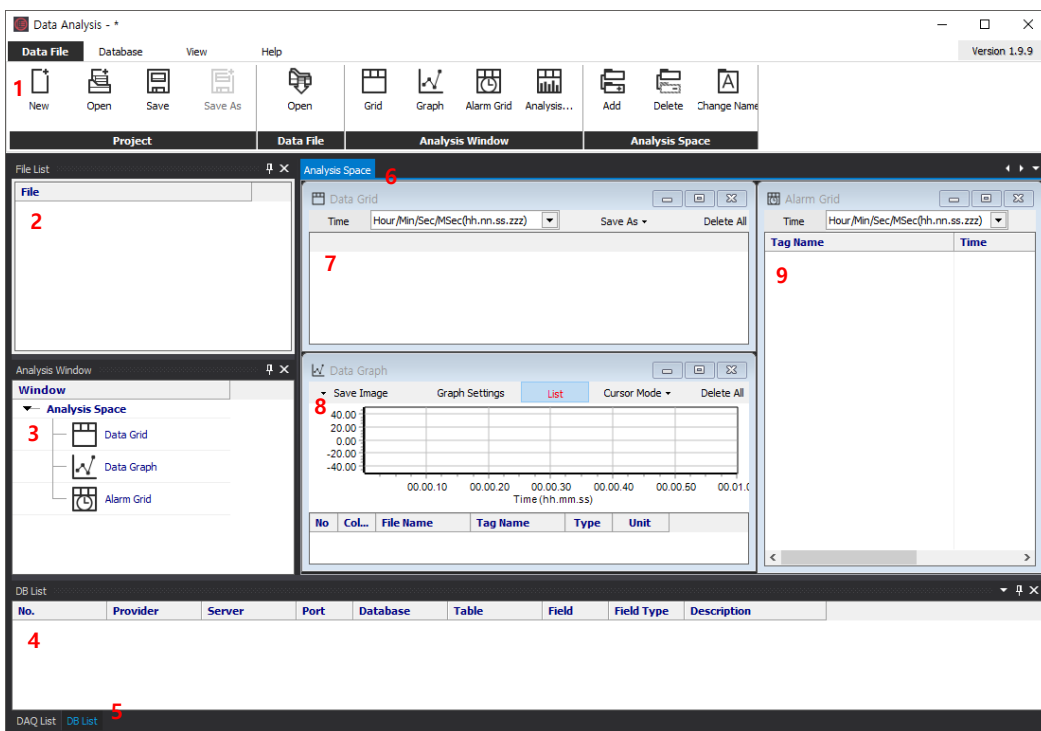 Data Analysis - *
Data File Database View Help Version 1.9.9
1
New Open Save Save As Open Grid Graph Alarm Grid Analysis... Add Delete Change Name
Project Data File Analysis Window Analysis Space
File List
File
2
Analysis Window
Window
Analysis Space
3
Data Grid
Data Graph
Alarm Grid
Analysis Space
6
Data Grid
Time Hour/Min/Sec/MSec(hh.nn.ss.zzz) Save As Delete All
7
Data Graph
Save Image Graph Settings List Cursor Mode Delete All
8
40.00
20.00
0.00
-20.00
-40.00
00.00.10 00.00.20 00.00.30 00.00.40 00.00.50 00.01.0
Time(hh.mm.ss)
No Col... File Name Tag Name Type Unit
Alarm Grid
Time Hour/Min/Sec/MSec(hh.nn.ss.zzz)
Tag Name Time
9
DB List
No. Provider Server Port Database Table Field Field Type Description
4
5
DAQ List DB List